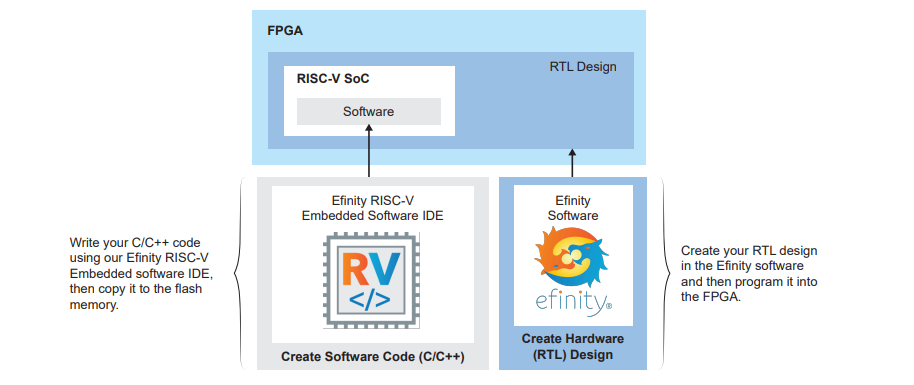 FPGA
RTL Design
RISC-V SoC
Software
Efinity RISC-V
Embedded Software IDE
RV
</>
Create Software Code (C/C++)
Efinity
Software
efinity®
Create Hardware
(RTL) Design
Write your C/C++ code
using our Efinity RISC-V
Embedded software IDE,
then copy it to the flash
memory.
Create your RTL design
in the Efinity software
and then program it into
the FPGA.